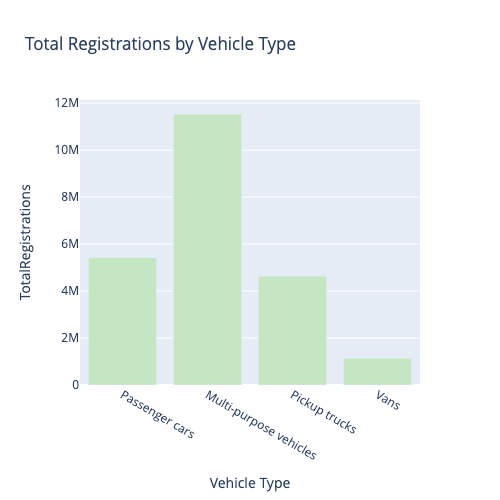 Total Registrations by Vehicle Type
TotalRegistrations
12M
10M
8M
6M
4M
2M
0
Passenger cars
Multi-purpose vehicles
Pickup trucks
Vans
Vehicle Type